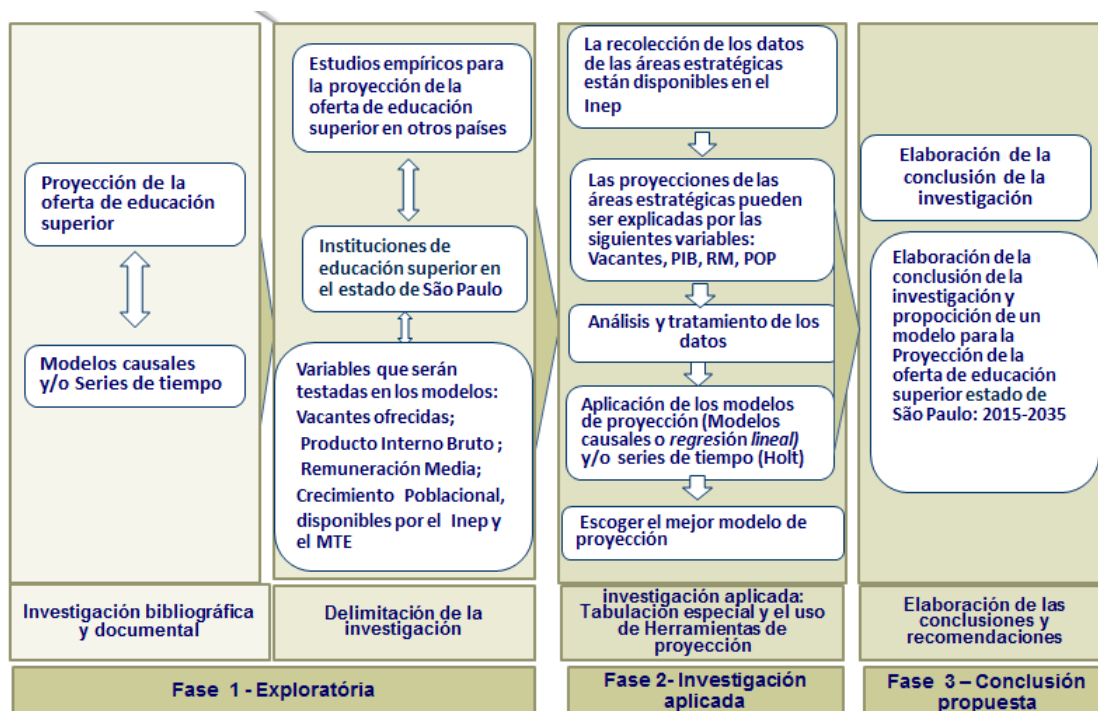 Proyección de la
oferta de educación
superior
Modelos causales
y/o Series de tiempo
Investigación bibliográfica
y documental
Estudios empíricos para
la proyección de la
oferta de educación
superior en otros países
Instituciones de
educación superior en
el estado de São Paulo
Variables que serán
testadas en los modelos:
Vacantes ofrecidas;
Producto Interno Bruto ;
Remuneración Media;
Crecimiento Poblacional,
disponibles por el Inep y
el MTE
Delimitación de la
investigación
Fase 1 - Exploratória
La recolección de los datos
de las áreas estratégicas
están disponibles en el
Inep
Las proyecciones de las
áreas estratégicas pueden
ser explicadas por las
siguientes variables:
Vacantes, PIB, RM, POP
Análisis y tratamiento de los
datos
Aplicación de los modelos
de proyección (Modelos
causales o regresión lineal)
y/o series de tiempo (Holt)
Escoger el mejor modelo de
proyección
investigación aplicada:
Tabulación especial y el uso
de Herramientas de
proyección
Fase 2- Investigación
aplicada
Elaboración de la
conclusión de la
investigación
Elaboración de la
conclusión de la
investigación y
propocición de un
modelo para la
Proyección de la
oferta de educación
superior estado de
São Paulo: 2015-2035
Elaboración de las
conclusiones y
recomendaciones
Fase 3 – Conclusión
propuesta